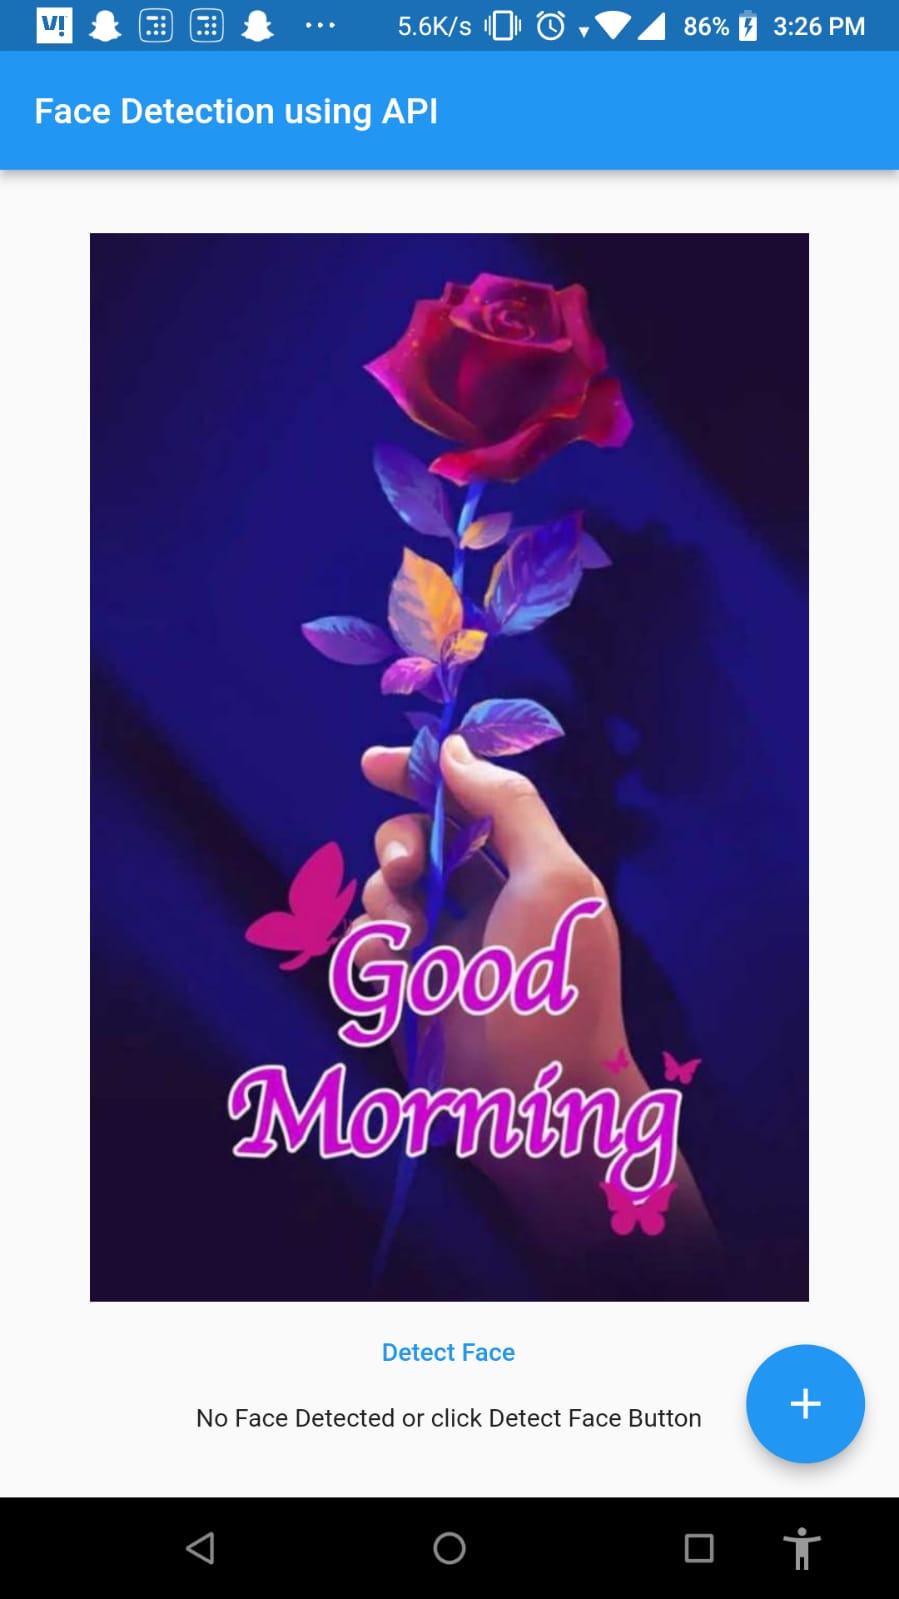 5.6K/s 86% 3:26 PM
Face Detection using API
Good
Morning
Detect Face
No Face Detected or click Detect Face Button